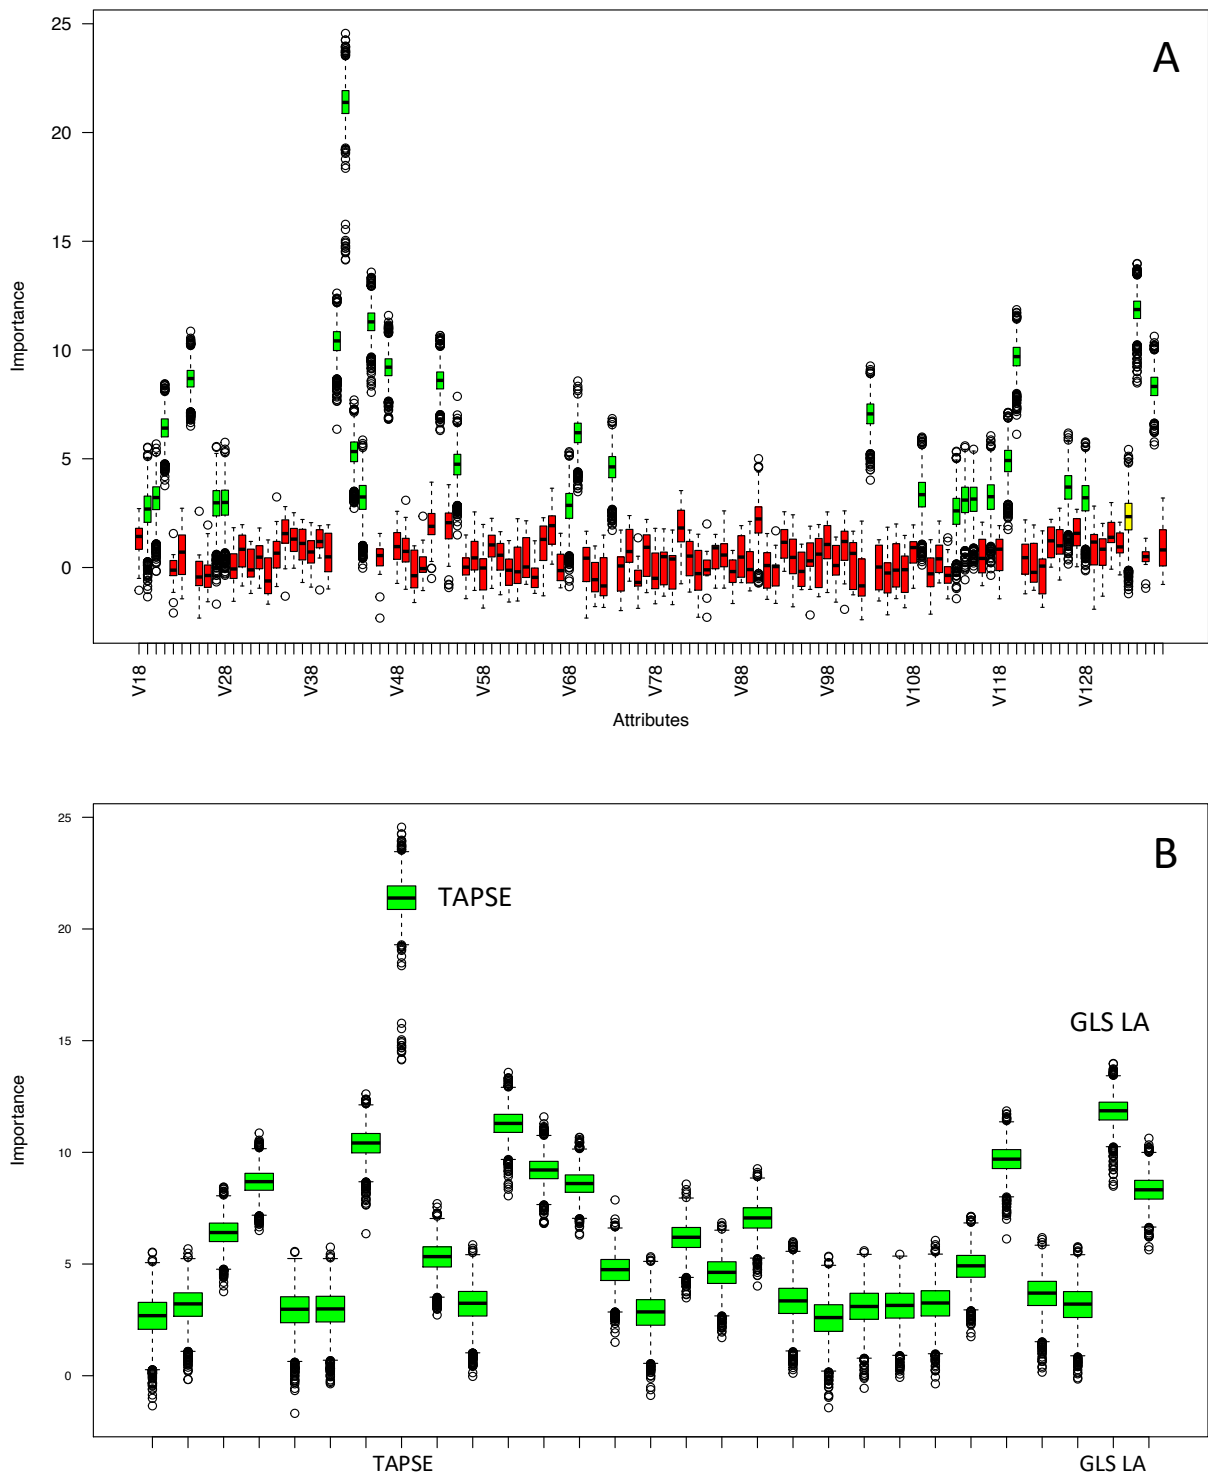 A
25
20
15
10
5
0
Importance
V18 V28 V38 V48 V58 V68 V78 V88 V98 V108 V118 V128
Attributes
B
25
20
15
10
5
0
Importance
TAPSE
GLS LA
TAPSE GLS LA